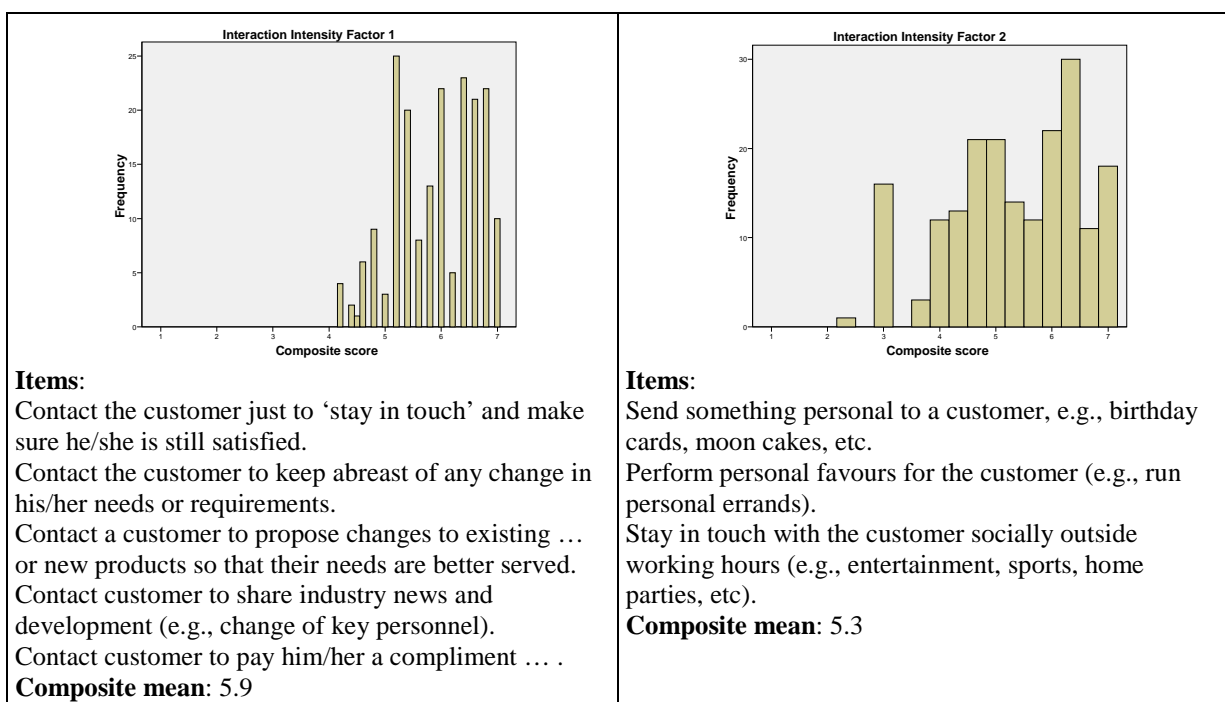 Interaction Intensity Factor 1
25
20
15
10
5
0
Frequency
1 2 3 4 5 6 7
Composite score
Items:
Contact the customer just to ‘stay in touch’ and make
sure he/she is still satisfied.
Contact the customer to keep abreast of any change in
his/her needs or requirements.
Contact a customer to propose changes to existing …
or new products so that their needs are better served.
Contact customer to share industry news and
development (e.g., change of key personnel).
Contact customer to pay him/her a compliment … .
Composite mean: 5.9
Interaction Intensity Factor 2
30
20
10
0
Frequency
1 2 3 4 5 6 7
Composite score
Items:
Send something personal to a customer, e.g., birthday
cards, moon cakes, etc.
Perform personal favours for the customer (e.g., run
personal errands).
Stay in touch with the customer socially outside
working hours (e.g., entertainment, sports, home
parties, etc).
Composite mean: 5.3